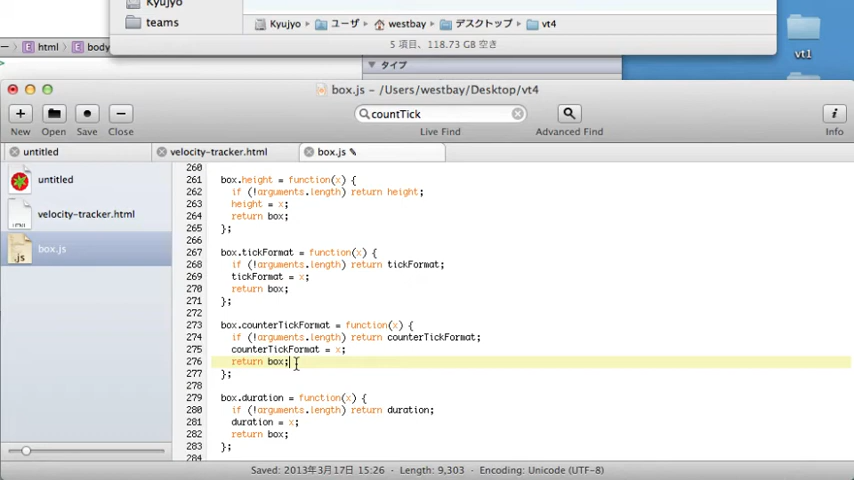 Kyujyo
teams
Kyujyo ▸ ユーザ ▸ westbay ▸ デスクトップ ▸ vt4
5 項目、118.73 GB 空き
html
body
タイプ
vt1
box.js – /Users/westbay/Desktop/vt4
New
Open
Save
Close
countTick
Live Find
Advanced Find
Info
untitled
velocity-tracker.html
box.js
untitled
velocity-tracker.html
box.js
260
261 box.height = function(x) {
262 if (!arguments.length) return height;
263 height = x;
264 return box;
265 };
266
267 box.tickFormat = function(x) {
268 if (!arguments.length) return tickFormat;
269 tickFormat = x;
270 return box;
271 };
272
273 box.counterTickFormat = function(x) {
274 if (!arguments.length) return counterTickFormat;
275 counterTickFormat = x;
276 return box;
277 };
278
279 box.duration = function(x) {
280 if (!arguments.length) return duration;
281 duration = x;
282 return box;
283 };
284
Saved: 2013年3月17日 15:26 - Length: 9,303 - Encoding: Unicode (UTF-8)